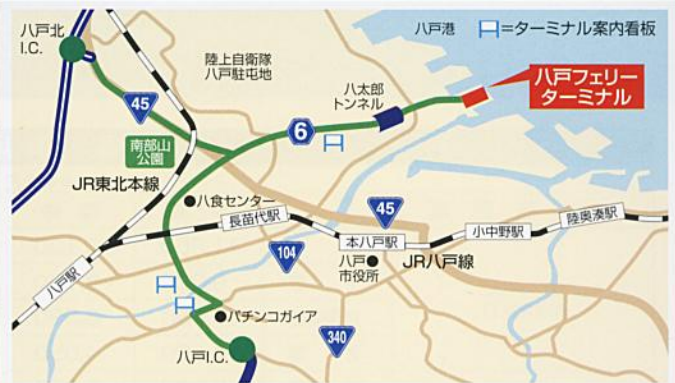 八戸北
I.C.
陸上自衛隊
八戸駐屯地
八戸港
=ターミナル案内看板
八太郎
トンネル
八戸フェリー
ターミナル
45
6
南部山
公園
JR東北本線
八食センター
45
長苗代駅
本八戸駅
小中野駅
陸奥湊駅
104
八戸
市役所
JR八戸線
八戸駅
パチンコガイア
340
八戸I.C.